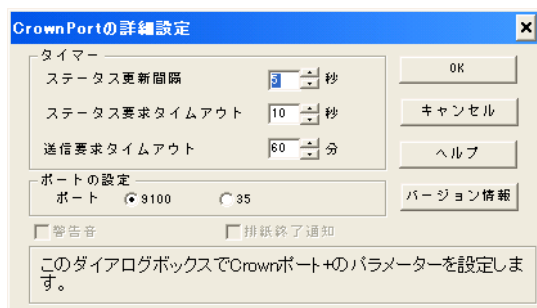 CrownPortの詳細設定
タイマー
ステータス更新間隔 5 秒
OK
ステータス要求タイムアウト 10 秒
キャンセル
送信要求タイムアウト 60 分
ヘルプ
ポートの設定
ポート 9100 35
バージョン情報
警告音 排紙終了通知
このダイアログボックスでCrownポート+のパラメーターを設定しま
す。